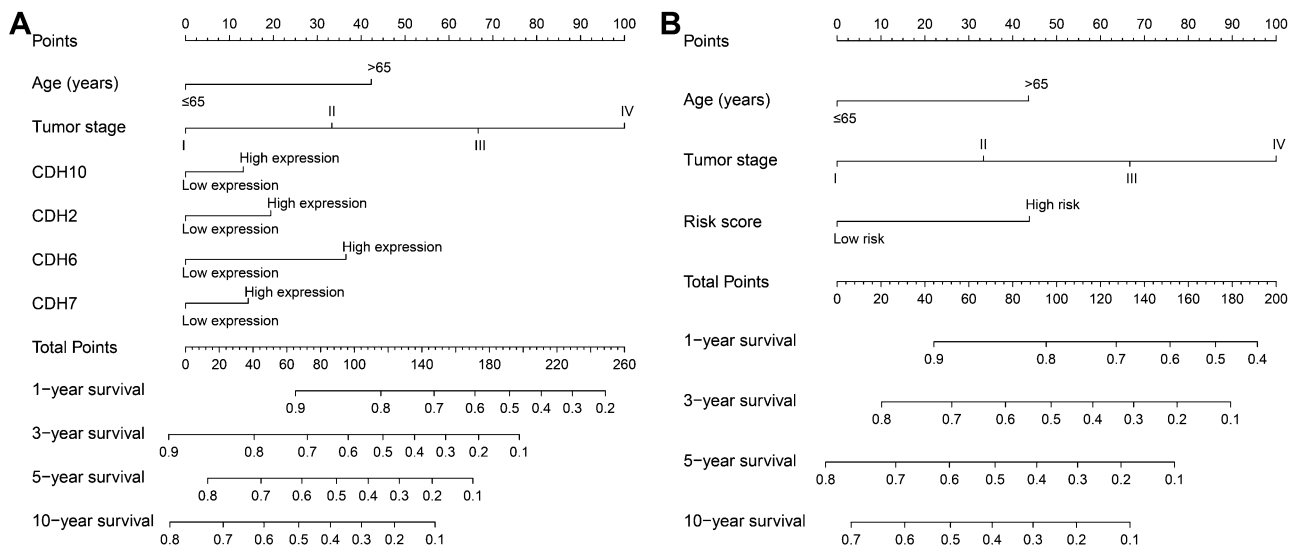 A
Points
0 10 20 30 40 50 60 70 80 90 100
Age (years)
≤65
>65
Tumor stage
I
II
III
IV
CDH10
High expression
Low expression
CDH2
High expression
Low expression
CDH6
High expression
Low expression
CDH7
High expression
Low expression
Total Points
0 20 40 60 80 100 140 180 220 260
1−year survival
0.9 0.8 0.7 0.6 0.5 0.4 0.3 0.2
3−year survival
0.9 0.8 0.7 0.6 0.5 0.4 0.3 0.2 0.1
5−year survival
0.8 0.7 0.6 0.5 0.4 0.3 0.2 0.1
10−year survival
0.8 0.7 0.6 0.5 0.4 0.3 0.2 0.1
B
Points
0 10 20 30 40 50 60 70 80 90 100
Age (years)
≤65
>65
Tumor stage
I
II
III
IV
Risk score
High risk
Low risk
Total Points
0 20 40 60 80 100 120 140 160 180 200
1−year survival
0.9 0.8 0.7 0.6 0.5 0.4
3−year survival
0.8 0.7 0.6 0.5 0.4 0.3 0.2 0.1
5−year survival
0.8 0.7 0.6 0.5 0.4 0.3 0.2 0.1
10−year survival
0.7 0.6 0.5 0.4 0.3 0.2 0.1